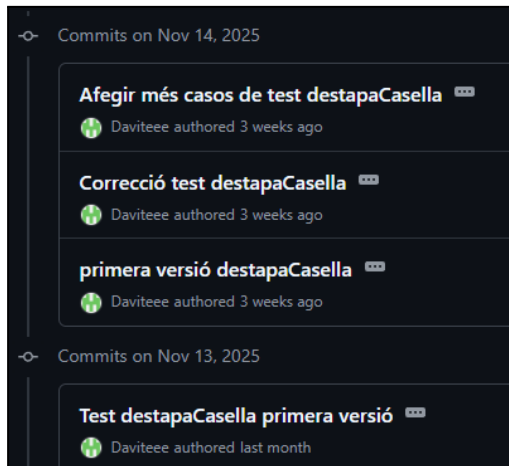 Commits on Nov 14, 2025
Afegir més casos de test destapaCasella
Daviteee authored 3 weeks ago
Correcció test destapaCasella
Daviteee authored 3 weeks ago
primera versió destapaCasella
Daviteee authored 3 weeks ago
Commits on Nov 13, 2025
Test destapaCasella primera versió
Daviteee authored last month